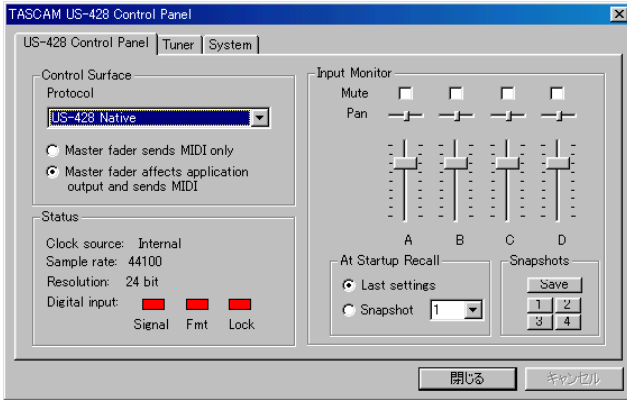 TASCAM US-428 Control Panel
US-428 Control Panel
Tuner
System
Control Surface
Protocol
US-428 Native
Master fader sends MIDI only
Master fader affects application
output and sends MIDI
Status
Clock source: Internal
Sample rate: 44100
Resolution: 24 bit
Digital input:
Signal Fmt Lock
Input Monitor
Mute
Pan
A B C D
At Startup Recall
Last settings
Snapshot 1
Snapshots
Save
1 2
3 4
閉じる
キャンセル